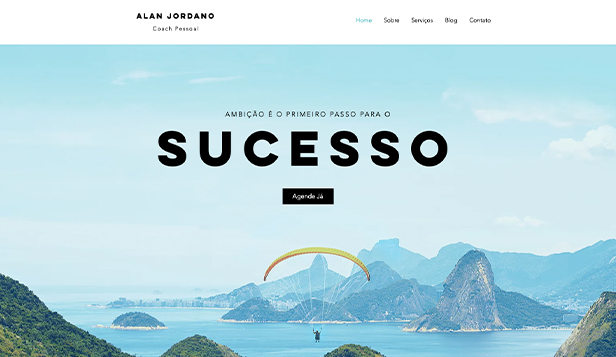 ALAN JORDANO
Coach Pessoal
Home Sobre Serviços Blog Contato
AMBIÇÃO É O PRIMEIRO PASSO PARA O
SUCESSO
Agende Já